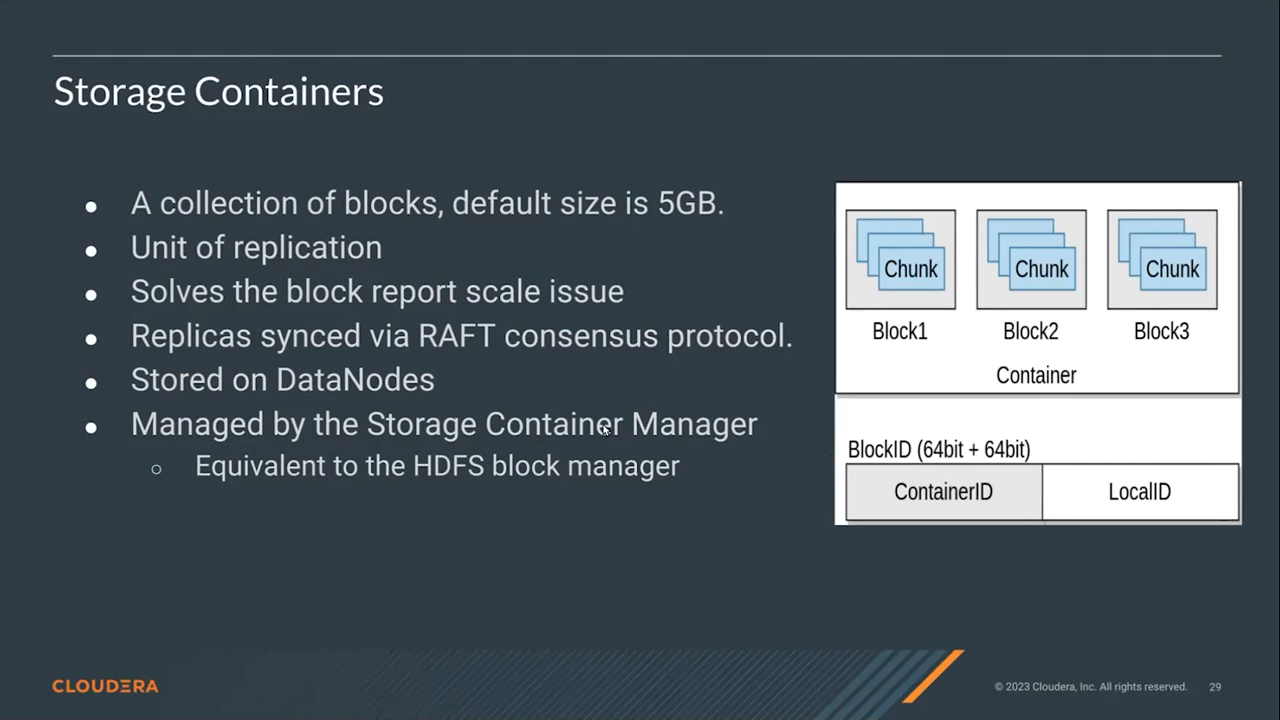 Storage Containers
A collection of blocks, default size is 5GB.
Unit of replication
Solves the block report scale issue
Replicas synced via RAFT consensus protocol.
Stored on DataNodes
Managed by the Storage Container Manager
Equivalent to the HDFS block manager
Chunk Chunk Chunk
Block1 Block2 Block3
Container
BlockID (64bit + 64bit)
ContainerID LocalID
CLOUDERA
© 2023 Cloudera, Inc. All rights reserved. 29